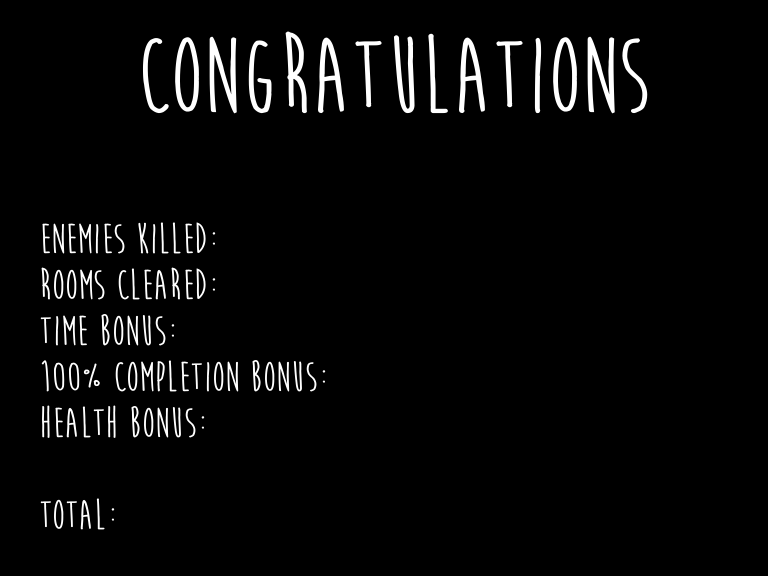 CONGRATULATIONS
ENEMIES KILLED:
ROOMS CLEARED:
TIME BONUS:
100% COMPLETION BONUS:
HEALTH BONUS:
TOTAL: